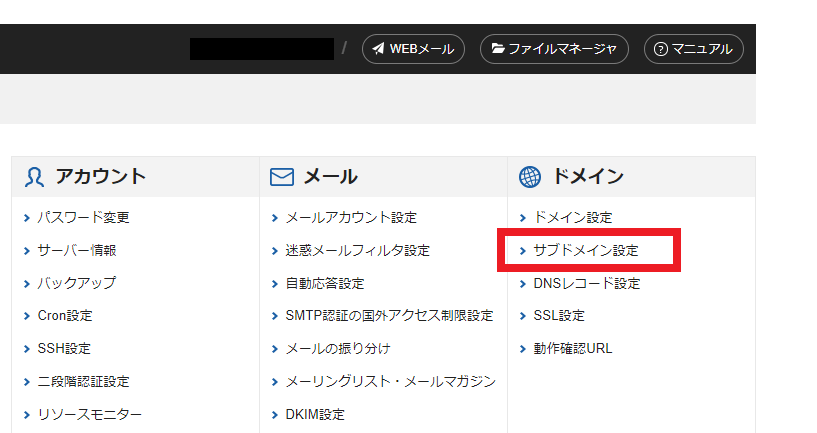 / WEBメール ファイルマネージャ マニュアル
アカウント
パスワード変更
サーバー情報
バックアップ
Cron設定
SSH設定
二段階認証設定
リソースモニター
メール
メールアカウント設定
迷惑メールフィルタ設定
自動応答設定
SMTP認証の国外アクセス制限設定
メールの振り分け
メーリングリスト・メールマガジン
DKIM設定
ドメイン
ドメイン設定
サブドメイン設定
DNSレコード設定
SSL設定
動作確認URL